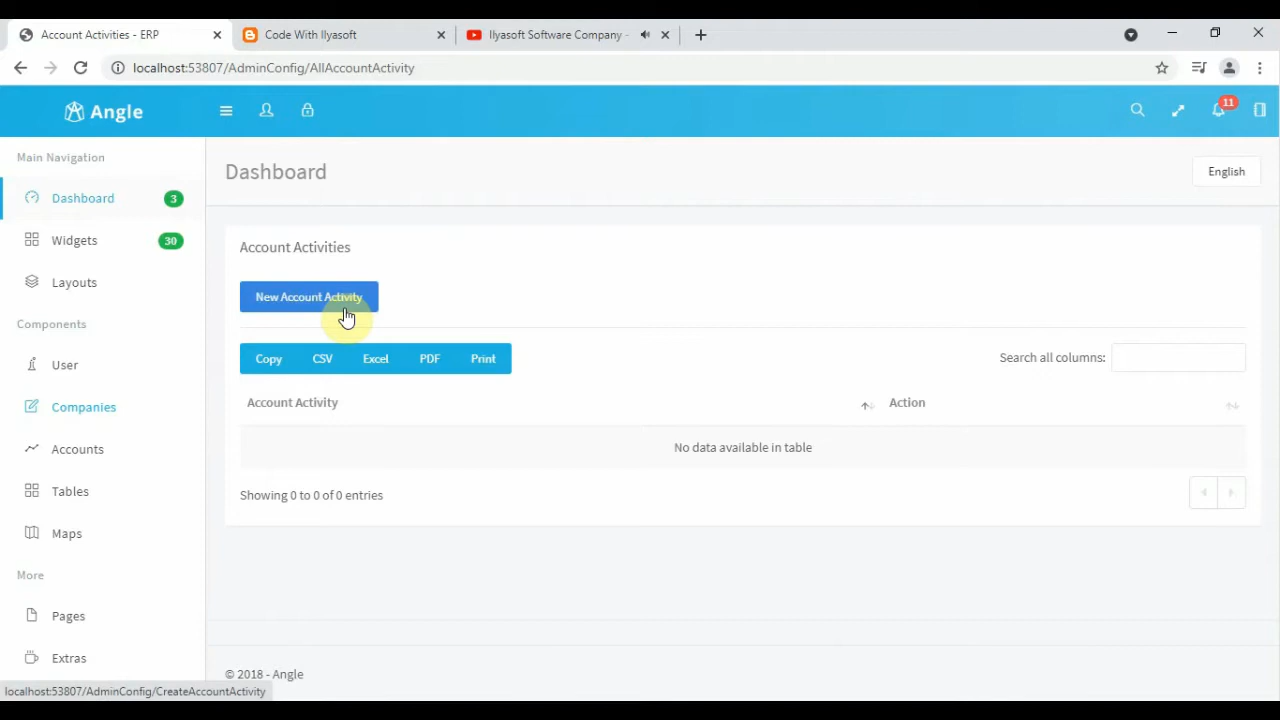 Account Activities - ERP
Code With Ilyasoft
Ilyasoft Software Company -
localhost:53807/AdminConfig/AllAccountActivity
Angle
11
Main Navigation
Dashboard
English
Dashboard 3
Widgets 30
Layouts
Components
User
Companies
Accounts
Tables
Maps
More
Pages
Extras
Account Activities
New Account Activity
Copy CSV Excel PDF Print
Search all columns:
Account Activity Action
No data available in table
Showing 0 to 0 of 0 entries
© 2018 - Angle
localhost:53807/AdminConfig/CreateAccountActivity